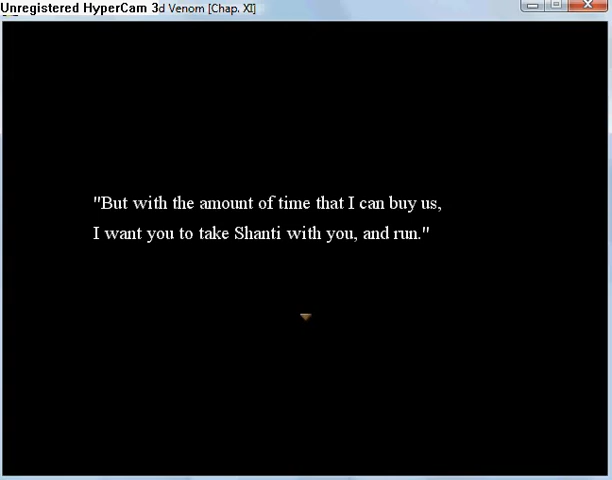 Unregistered HyperCam 3d Venom [Chap. XI]
"But with the amount of time that I can buy us,
I want you to take Shanti with you, and run."